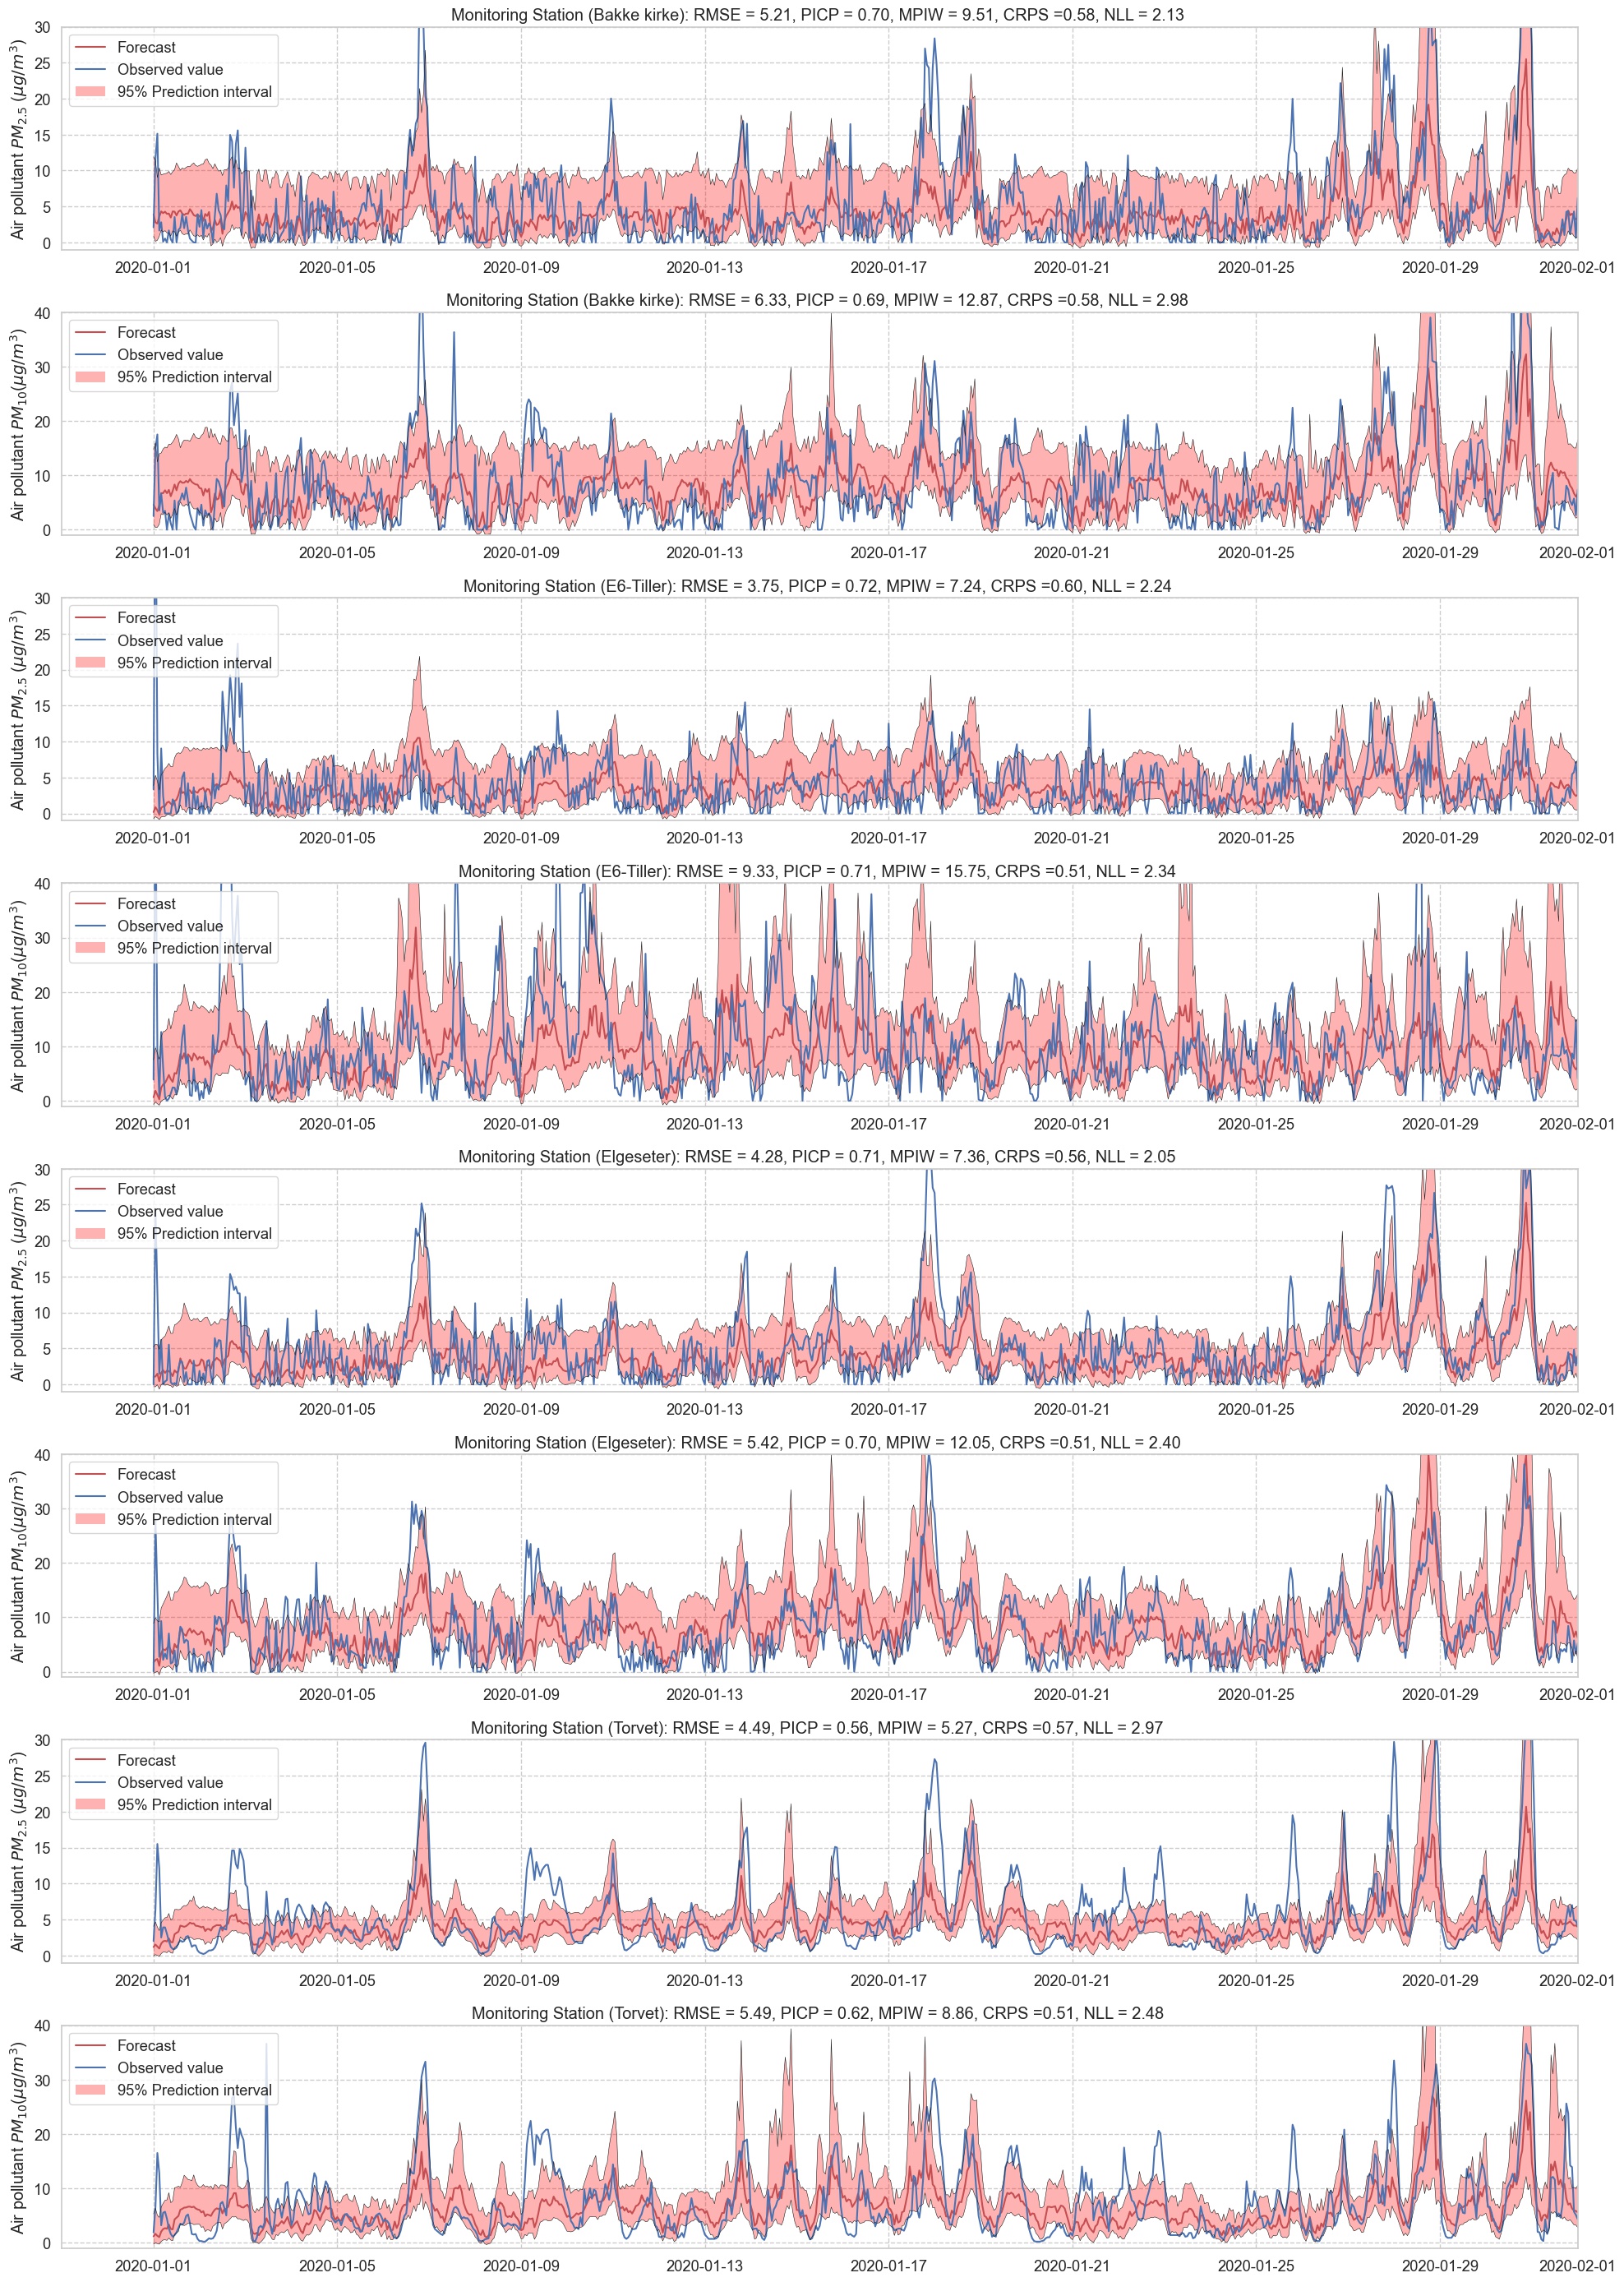 Monitoring Station (Bakke kirke): RMSE = 5.21, PICP = 0.70, MPIW = 9.51, CRPS =0.58, NLL = 2.13
Air pollutant PM2.5 (μg/m3)
30
25
20
15
10
5
0
Forecast
Observed value
95% Prediction interval
2020-01-01 2020-01-05 2020-01-09 2020-01-13 2020-01-17 2020-01-21 2020-01-25 2020-01-29 2020-02-01
Monitoring Station (Bakke kirke): RMSE = 6.33, PICP = 0.69, MPIW = 12.87, CRPS =0.58, NLL = 2.98
Air pollutant PM10(μg/m3)
40
30
20
10
0
Forecast
Observed value
95% Prediction interval
2020-01-01 2020-01-05 2020-01-09 2020-01-13 2020-01-17 2020-01-21 2020-01-25 2020-01-29 2020-02-01
Monitoring Station (E6-Tiller): RMSE = 3.75, PICP = 0.72, MPIW = 7.24, CRPS =0.60, NLL = 2.24
Air pollutant PM2.5 (μg/m3)
30
25
20
15
10
5
0
Forecast
Observed value
95% Prediction interval
2020-01-01 2020-01-05 2020-01-09 2020-01-13 2020-01-17 2020-01-21 2020-01-25 2020-01-29 2020-02-01
Monitoring Station (E6-Tiller): RMSE = 9.33, PICP = 0.71, MPIW = 15.75, CRPS =0.51, NLL = 2.34
Air pollutant PM10(μg/m3)
40
30
20
10
0
Forecast
Observed value
95% Prediction interval
2020-01-01 2020-01-05 2020-01-09 2020-01-13 2020-01-17 2020-01-21 2020-01-25 2020-01-29 2020-02-01
Monitoring Station (Elgeseter): RMSE = 4.28, PICP = 0.71, MPIW = 7.36, CRPS =0.56, NLL = 2.05
Air pollutant PM2.5 (μg/m3)
30
25
20
15
10
5
0
Forecast
Observed value
95% Prediction interval
2020-01-01 2020-01-05 2020-01-09 2020-01-13 2020-01-17 2020-01-21 2020-01-25 2020-01-29 2020-02-01
Monitoring Station (Elgeseter): RMSE = 5.42, PICP = 0.70, MPIW = 12.05, CRPS =0.51, NLL = 2.40
Air pollutant PM10(μg/m3)
40
30
20
10
0
Forecast
Observed value
95% Prediction interval
2020-01-01 2020-01-05 2020-01-09 2020-01-13 2020-01-17 2020-01-21 2020-01-25 2020-01-29 2020-02-01
Monitoring Station (Torvet): RMSE = 4.49, PICP = 0.56, MPIW = 5.27, CRPS =0.57, NLL = 2.97
Air pollutant PM2.5 (μg/m3)
30
25
20
15
10
5
0
Forecast
Observed value
95% Prediction interval
2020-01-01 2020-01-05 2020-01-09 2020-01-13 2020-01-17 2020-01-21 2020-01-25 2020-01-29 2020-02-01
Monitoring Station (Torvet): RMSE = 5.49, PICP = 0.62, MPIW = 8.86, CRPS =0.51, NLL = 2.48
Air pollutant PM10(μg/m3)
40
30
20
10
0
Forecast
Observed value
95% Prediction interval
2020-01-01 2020-01-05 2020-01-09 2020-01-13 2020-01-17 2020-01-21 2020-01-25 2020-01-29 2020-02-01